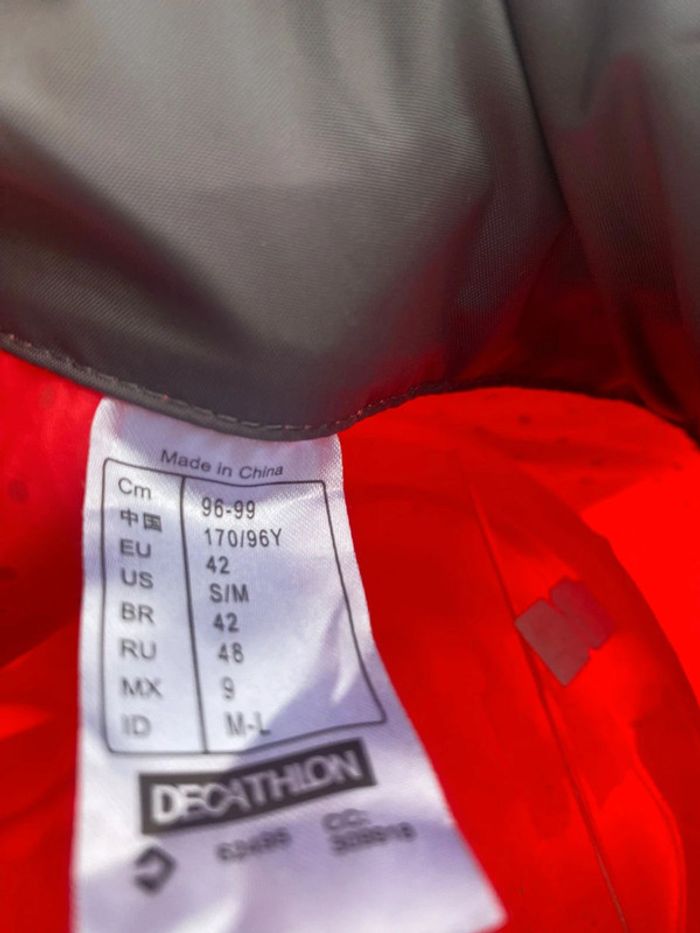 Made in China
Cm 96-99
中国 170/96Y
EU 42
US S/M
BR 42
RU 48
MX 9
ID M-L
DECATHLON
CC: